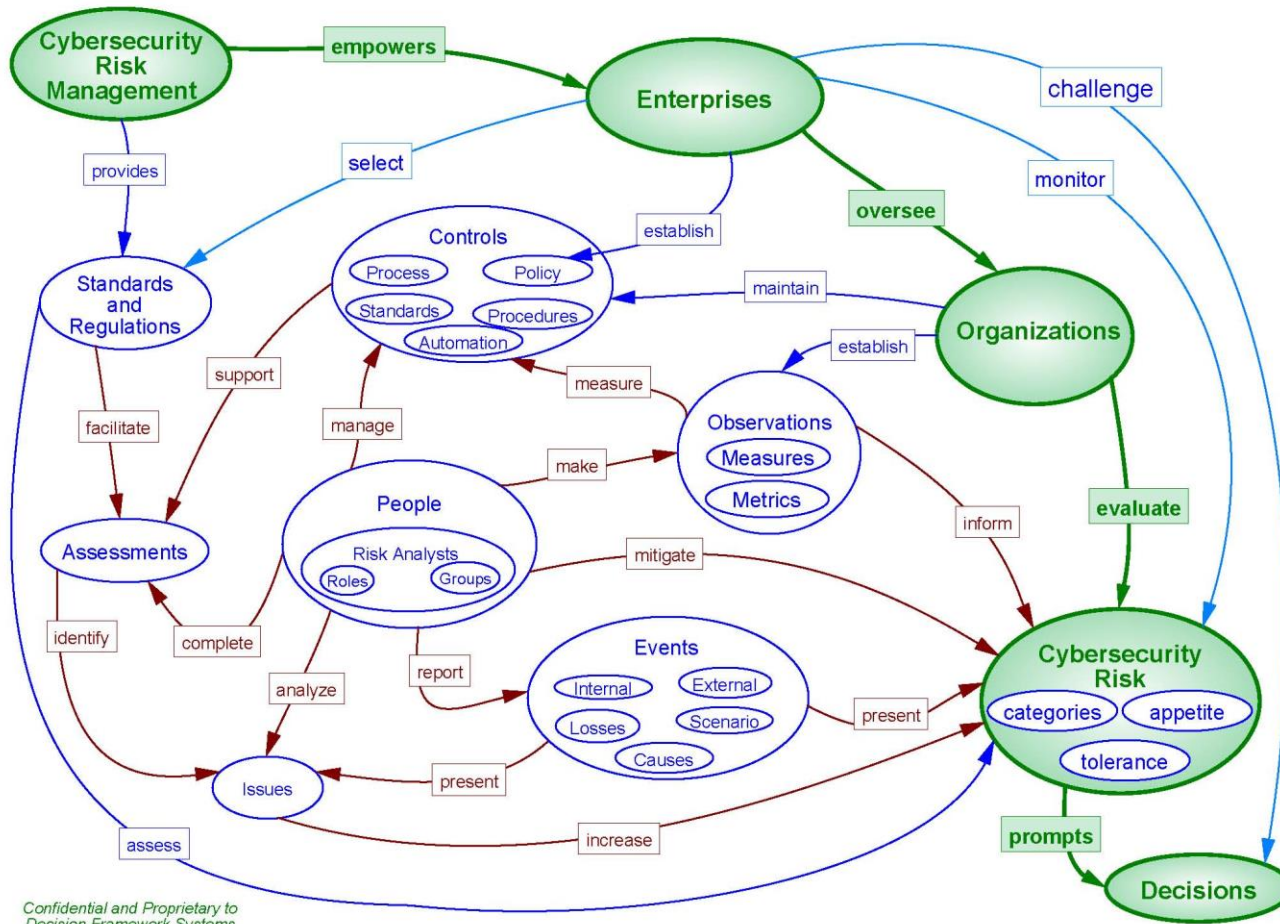 Cybersecurity
Risk
Management
empowers
Enterprises
challenge
provides
select
monitor
oversee
establish
Controls
Process
Policy
Standards
Procedures
Automation
Standards
and
Regulations
maintain
Organizations
establish
support
measure
facilitate
manage
Observations
Measures
Metrics
make
People
Risk Analysts
Roles
Groups
evaluate
inform
Assessments
mitigate
identify
complete
analyze
report
Events
Internal
External
Losses
Scenario
Causes
present
Cybersecurity
Risk
categories
appetite
tolerance
Issues
present
increase
assess
prompts
Decisions
Confidential and Proprietary to
Decision Framework Systems